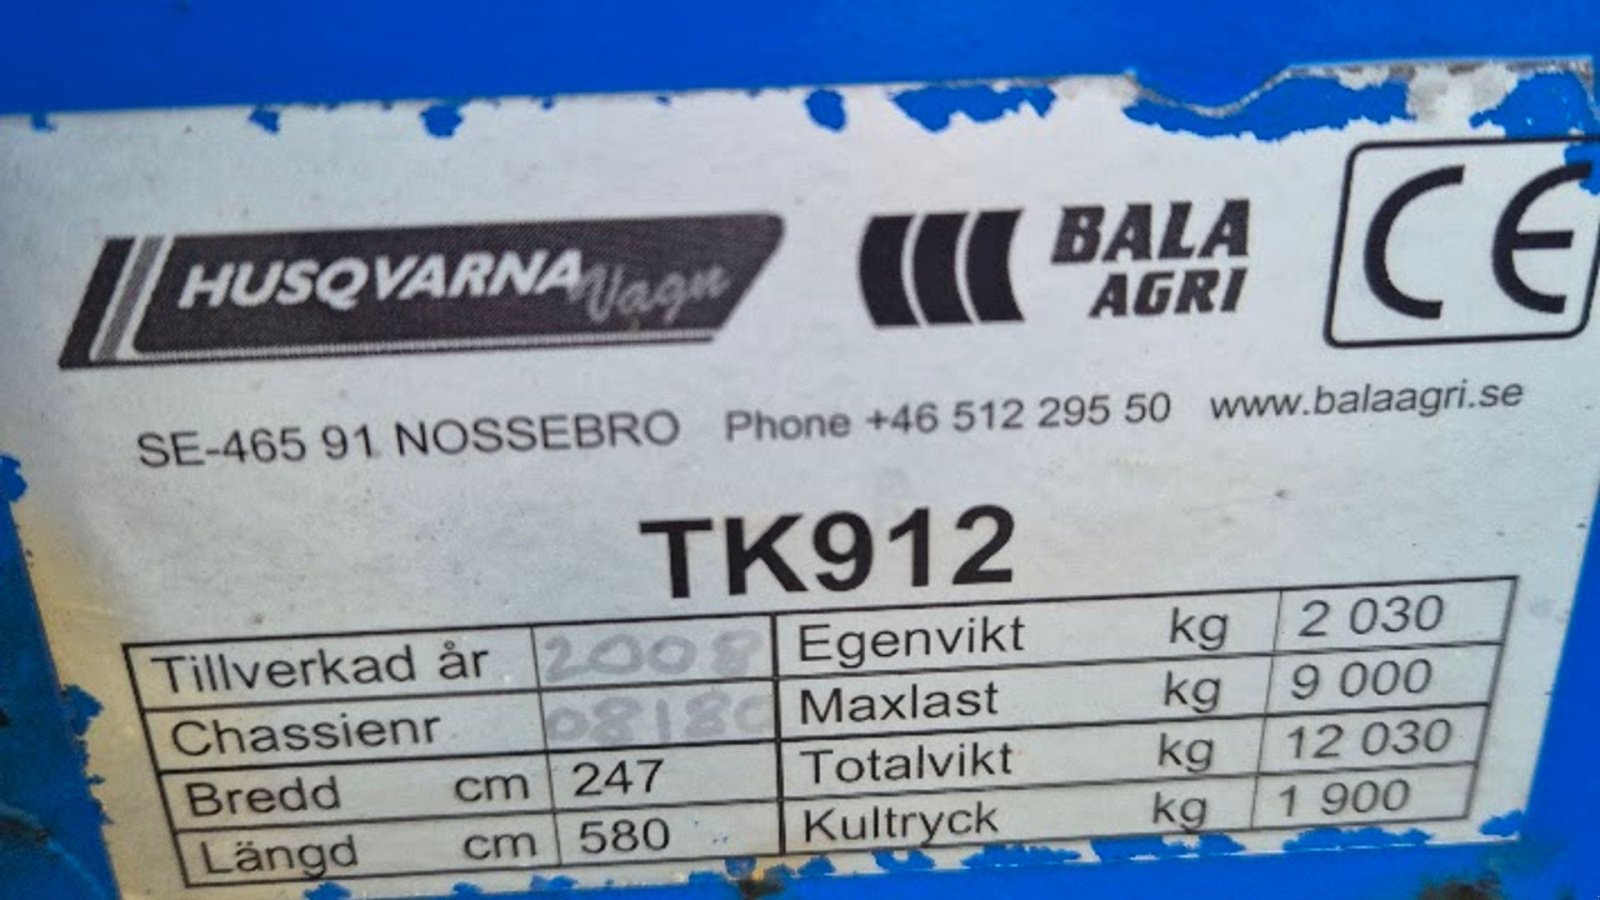 HUSQVARNA Vagn BALA AGRI CE
SE-465 91 NOSSEBRO Phone +46 512 295 50 www.balaagri.se
TK912
Tillverkad år 2008 Egenvikt kg 2 030
Chassienr 08180 Maxlast kg 9 000
Bredd cm 247 Totalvikt kg 12 030
Längd cm 580 Kultryck kg 1 900